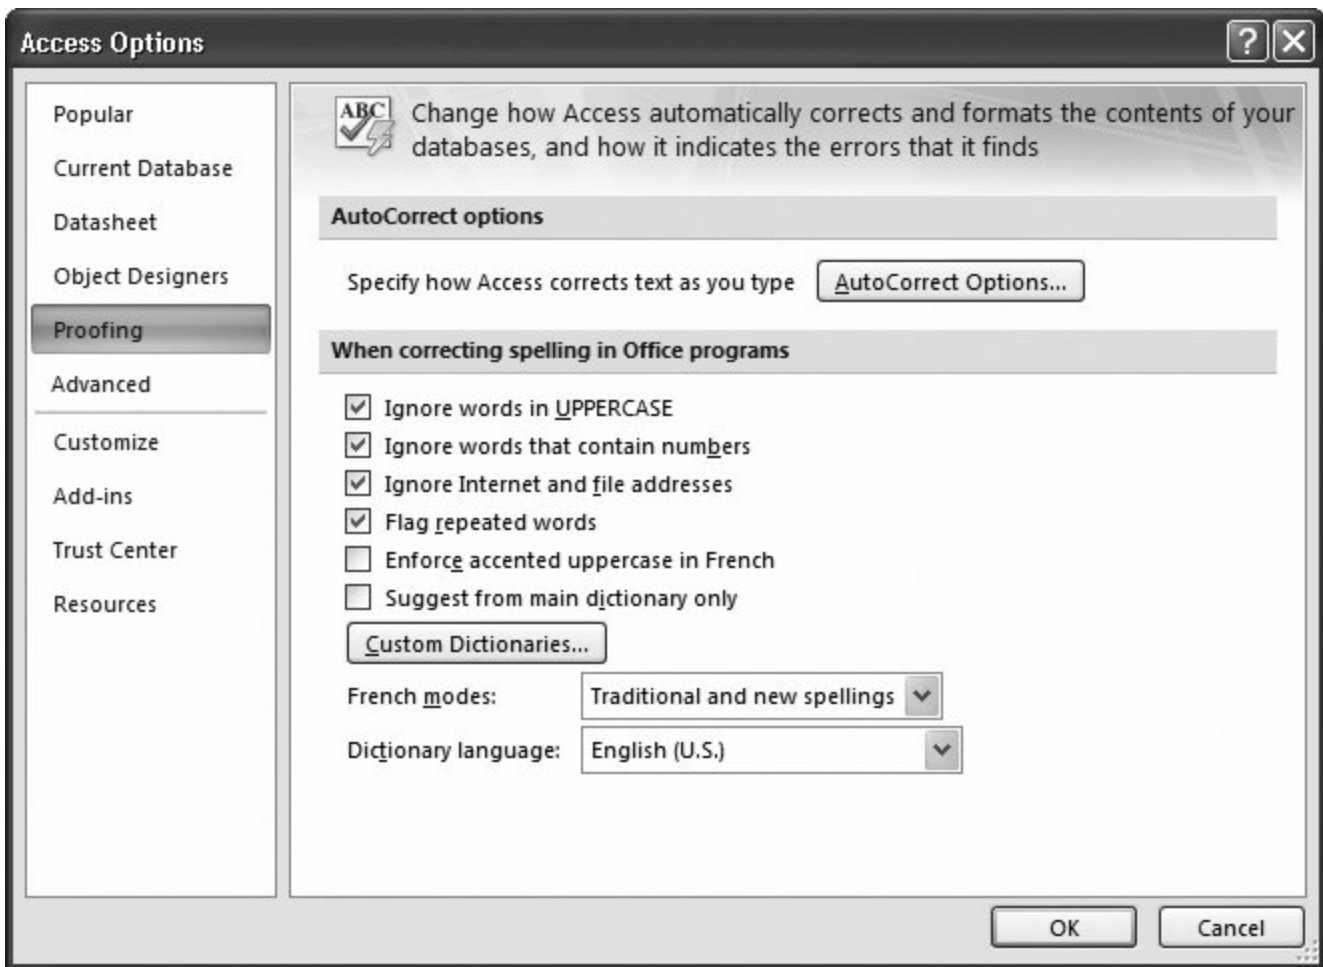 Access Options
Popular
Current Database
Datasheet
Object Designers
Proofing
Advanced
Customize
Add-ins
Trust Center
Resources
ABC
Change how Access automatically corrects and formats the contents of your
databases, and how it indicates the errors that it finds
AutoCorrect options
Specify how Access corrects text as you type AutoCorrect Options...
When correcting spelling in Office programs
Ignore words in UPPERCASE
Ignore words that contain numbers
Ignore Internet and file addresses
Flag repeated words
Enforce accented uppercase in French
Suggest from main dictionary only
Custom Dictionaries...
French modes: Traditional and new spellings
Dictionary language: English (U.S.)
OK Cancel